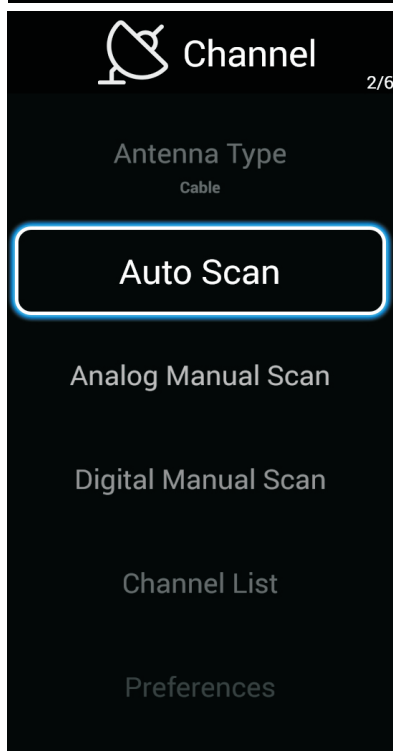 Channel
2/6
Antenna Type
Cable
Auto Scan
Analog Manual Scan
Digital Manual Scan
Channel List
Preferences